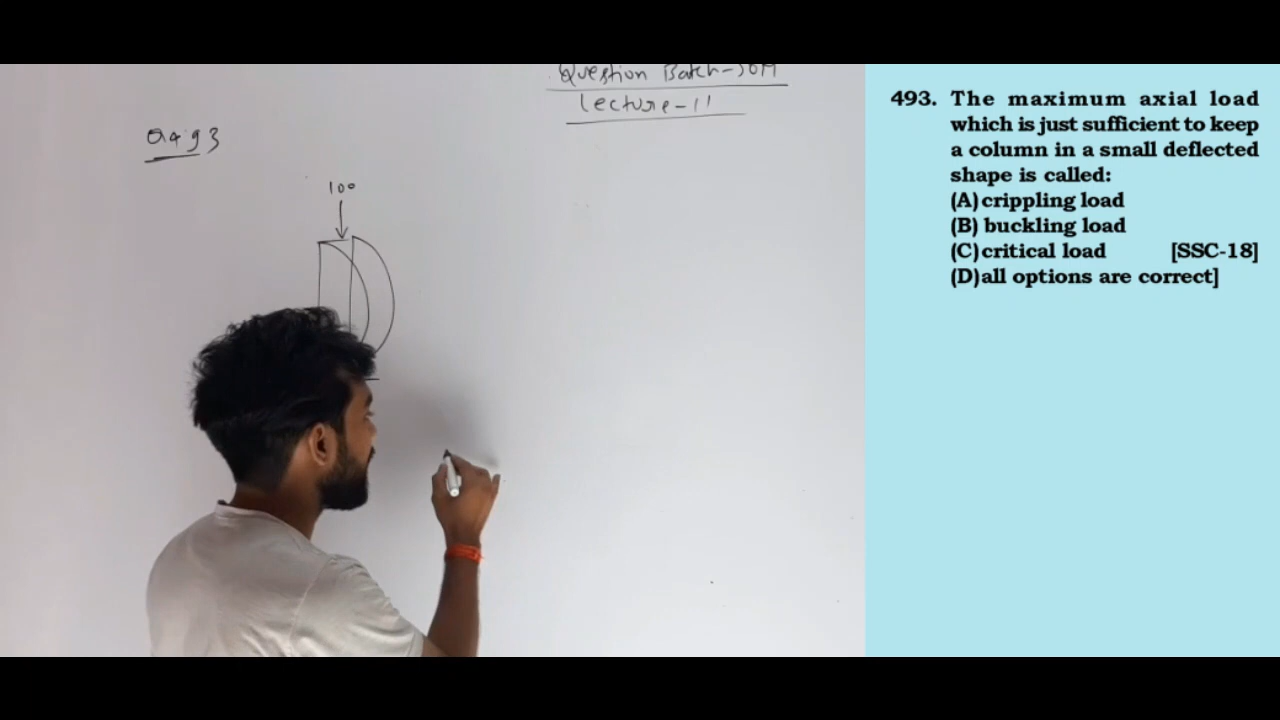 Question Batch-SOM
Lecture-11
Q493
100
493. The maximum axial load
which is just sufficient to keep
a column in a small deflected
shape is called:
(A) crippling load
(B) buckling load
(C) critical load [SSC-18]
(D) all options are correct]